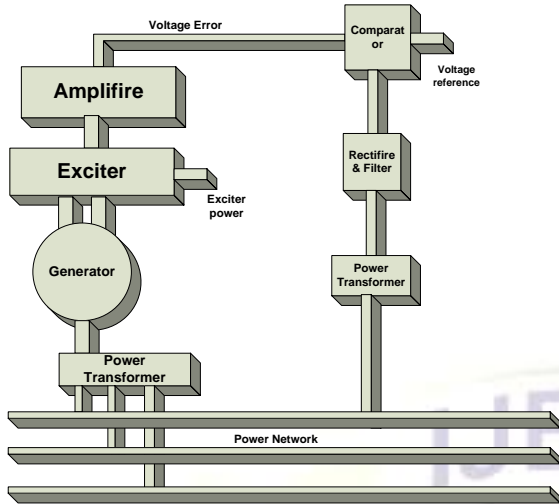 Voltage Error
Comparat
or
Voltage
reference
Amplifire
Exciter
Rectifire
& Filter
Exciter
power
Generator
Power
Transformer
Power
Transformer
Power Network